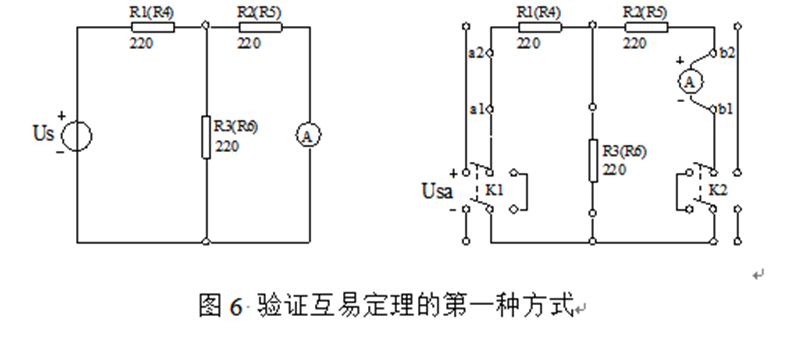 R1(R4)
220
R2(R5)
220
R3(R6)
220
+
Us
−
A
R1(R4)
220
R2(R5)
220
a2
a1
+
A
−
b2
b1
R3(R6)
220
+
Usa
−
K1
K2
图 6 验证互易定理的第一种方式